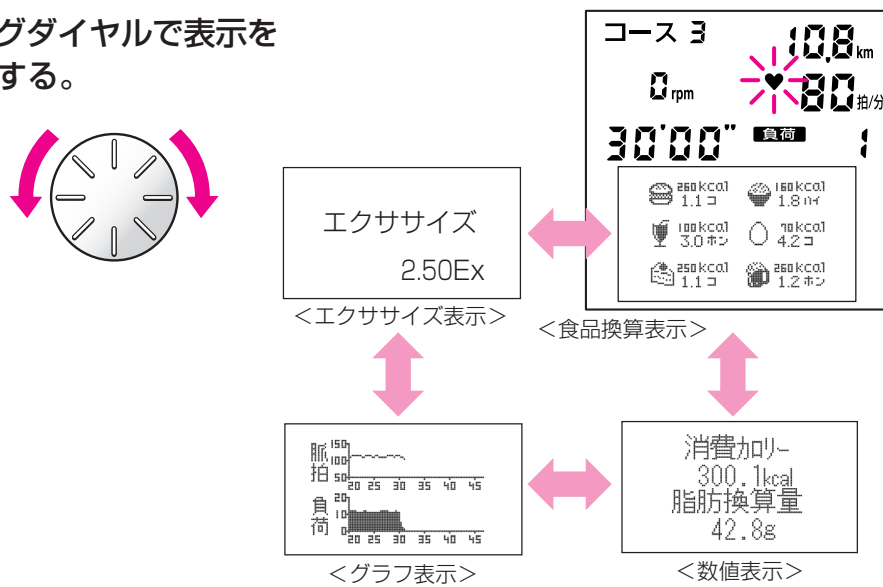 グダイヤルで表示を
する。
コース 3
10.8 km
0 rpm
80 拍/分
30'00"
負荷
1
260kcal
1.1コ
160kcal
1.8ハイ
100kcal
3.0ホン
70kcal
4.2コ
250kcal
1.1コ
250kcal
1.2ホン
エクササイズ
2.50Ex
<エクササイズ表示>
<食品換算表示>
脈拍
150
100
50
20 25 30 35 40 45
負荷
20
10
0
20 25 30 35 40 45
<グラフ表示>
消費カロリー
300.1kcal
脂肪換算量
42.8g
<数値表示>